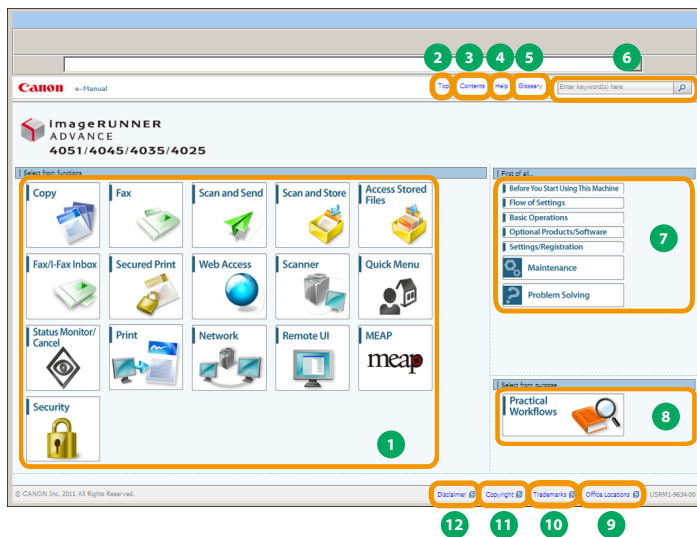 2 3 4 5 6
Canon e-Manual Top Contents Help Glossary Enter keyword(s) here
imageRUNNER
ADVANCE
4051/4045/4035/4025
Select from functions
Copy Fax Scan and Send Scan and Store Access Stored
Files
Fax/I-Fax Inbox Secured Print Web Access Scanner Quick Menu
Status Monitor/
Cancel Print Network Remote UI MEAP
meap
Security
1
First of all...
Before You Start Using This Machine
Flow of Settings
Basic Operations
Optional Products/Software
Settings/Registration
Maintenance
Problem Solving
7
Select from purpose
Practical
Workflows
8
© CANON Inc. 2011 All Rights Reserved. Disclaimer Copyright Trademarks Office Locations USRM1-9634-00
12 11 10 9